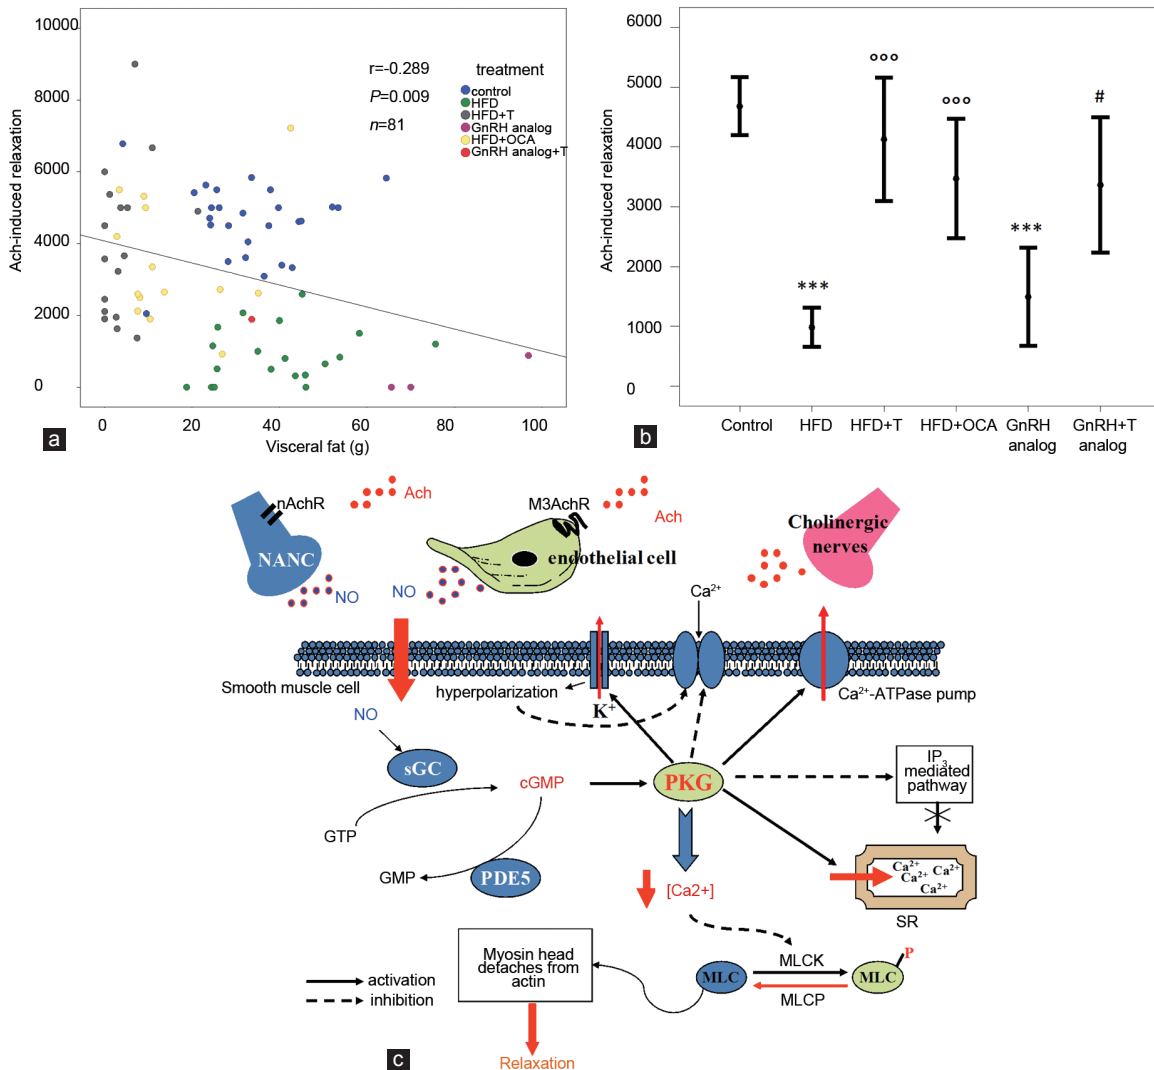 10000
8000
6000
4000
2000
0
Ach-induced relaxation
0
20
40
60
80
100
Visceral fat (g)
r=-0.289
P=0.009
n=81
treatment
control
HFD
HFD+T
GnRH analog
HFD+OCA
GnRH analog+T
a
6000
5000
4000
3000
2000
1000
0
Ach-induced relaxation
***
ooo
ooo
***
#
Control
HFD
HFD+T
HFD+OCA
GnRH
analog
GnRH+T
analog
b
nAchR
Ach
NANC
NO
M3AchR
Ach
endothelial cell
NO
Cholinergic
nerves
Ca²⁺
Smooth muscle cell
hyperpolarization
K⁺
Ca²⁺-ATPase pump
NO
sGC
cGMP
PKG
IP₃
mediated
pathway
GTP
GMP
PDE5
[Ca2+]
Ca²⁺
Ca²⁺
Ca²⁺
Ca²⁺
SR
Myosin head
detaches from
actin
MLC
MLCK
MLCP
MLC
P
activation
inhibition
Relaxation
c